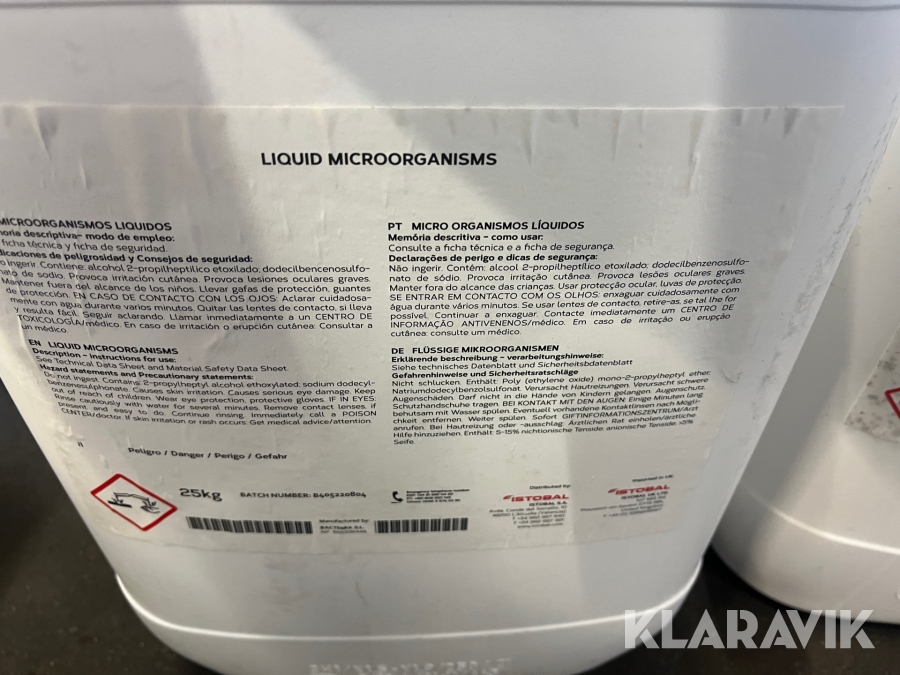 LIQUID MICROORGANISMS
MICROORGANISMOS LIQUIDOS
descriptiva- modo de empleo:
ficha técnica y ficha de seguridad.
dicaciones de peligrosidad y Consejos de seguridad:
ingerir. Contiene: alcohol 2-propilheptílico etoxilado; dodecilbencenosulfo-
nato de sódio. Provoca irritación cutánea. Provoca lesiones oculares graves.
Mantener fuera del alcance de los niños. Llevar gafas de protección, guantes
de protección. EN CASO DE CONTACTO CON LOS OJOS: Aclarar cuidadosa-
mente con agua durante varios minutos. Quitar las lentes de contacto, si lleva
y resulta fácil. Seguir aclarando. Llamar inmediatamente a un CENTRO DE
TOXICOLOGÍA/médico. En caso de irritación o erupción cutánea: Consultar a
un médico.
EN LIQUID MICROORGANISMS
Description - instructions for use:
See Technical Data Sheet and Material Safety Data Sheet.
Hazard statements and Precautionary statements:
Do not ingest. Contains: 2-propylheptyl alcohol ethoxylated; sodium dodecyl-
benzenesulphonate. Causes skin irritation. Causes serious eye damage. Keep
out of reach of children. Wear eye protection, protective gloves. IF IN EYES:
Rinse cautiously with water for several minutes. Remove contact lenses, if
present and easy to do. Continue rinsing. Immediately call a POISON
CENTER/doctor. If skin irritation or rash occurs: Get medical advice/attention.
PT MICRO ORGANISMOS LÍQUIDOS
Memória descritiva - como usar:
Consulte a ficha técnica e a ficha de segurança.
Declarações de perigo e dicas de segurança:
Não ingerir. Contém: alcool 2-propilheptílico etoxilado; dodecilbenzenosulfo-
nato de sódio. Provoca irritação cutânea. Provoca lesões oculares graves.
Manter fora do alcance das crianças. Usar protecção ocular, luvas de protecção.
SE ENTRAR EM CONTACTO COM OS OLHOS: enxaguar cuidadosamente com
água durante vários minutos. Se usar lentes de contacto, retire-as, se tal lhe for
possível. Continuar a enxaguar. Contacte imediatamente um CENTRO DE
INFORMAÇÃO ANTIVENENOS/médico. Em caso de irritação ou erupção
cutânea: consulte um médico.
DE FLÜSSIGE MIKROORGANISMEN
Erklärende beschreibung - verarbeitungshinweise:
Siehe technisches Datenblatt und Sicherheitsdatenblatt
Gefahrenhinweise und Sicherheitsratschläge
Nicht schlucken. Enthält: Poly (ethylene oxide) mono-2-propylheptyl ether.
Natriumdodecylbenzolsulfonat. Verursacht Hautreizungen. Verursacht schwere
Augenschäden. Darf nicht in die Hände von Kindern gelangen. Augenschutz,
Schutzhandschuhe tragen. BEI KONTAKT MIT DEN AUGEN: Einige Minuten lang
behutsam mit Wasser spülen. Eventuell vorhandene Kontaktlinsen nach Mögli-
chkeit entfernen. Weiter spülen. Sofort GIFTINFORMATIONSZENTRUM/Arzt
anrufen. Bei Hautreizung oder -ausschlag: Ärztlichen Rat einholen/ärztliche
Hilfe hinzuziehen. Enthält: 5-15% nichtionische Tenside, anionische Tenside. >5%
Seife.
Peligro / Danger / Perigo / Gefahr
25kg
BATCH NUMBER: B405220804
Manufactured by:
Distributed by:
ISTOBAL
ISTOBAL S.A.
Imported in UK:
ISTOBAL
ISTOBAL UK LTD
KLARAVIK